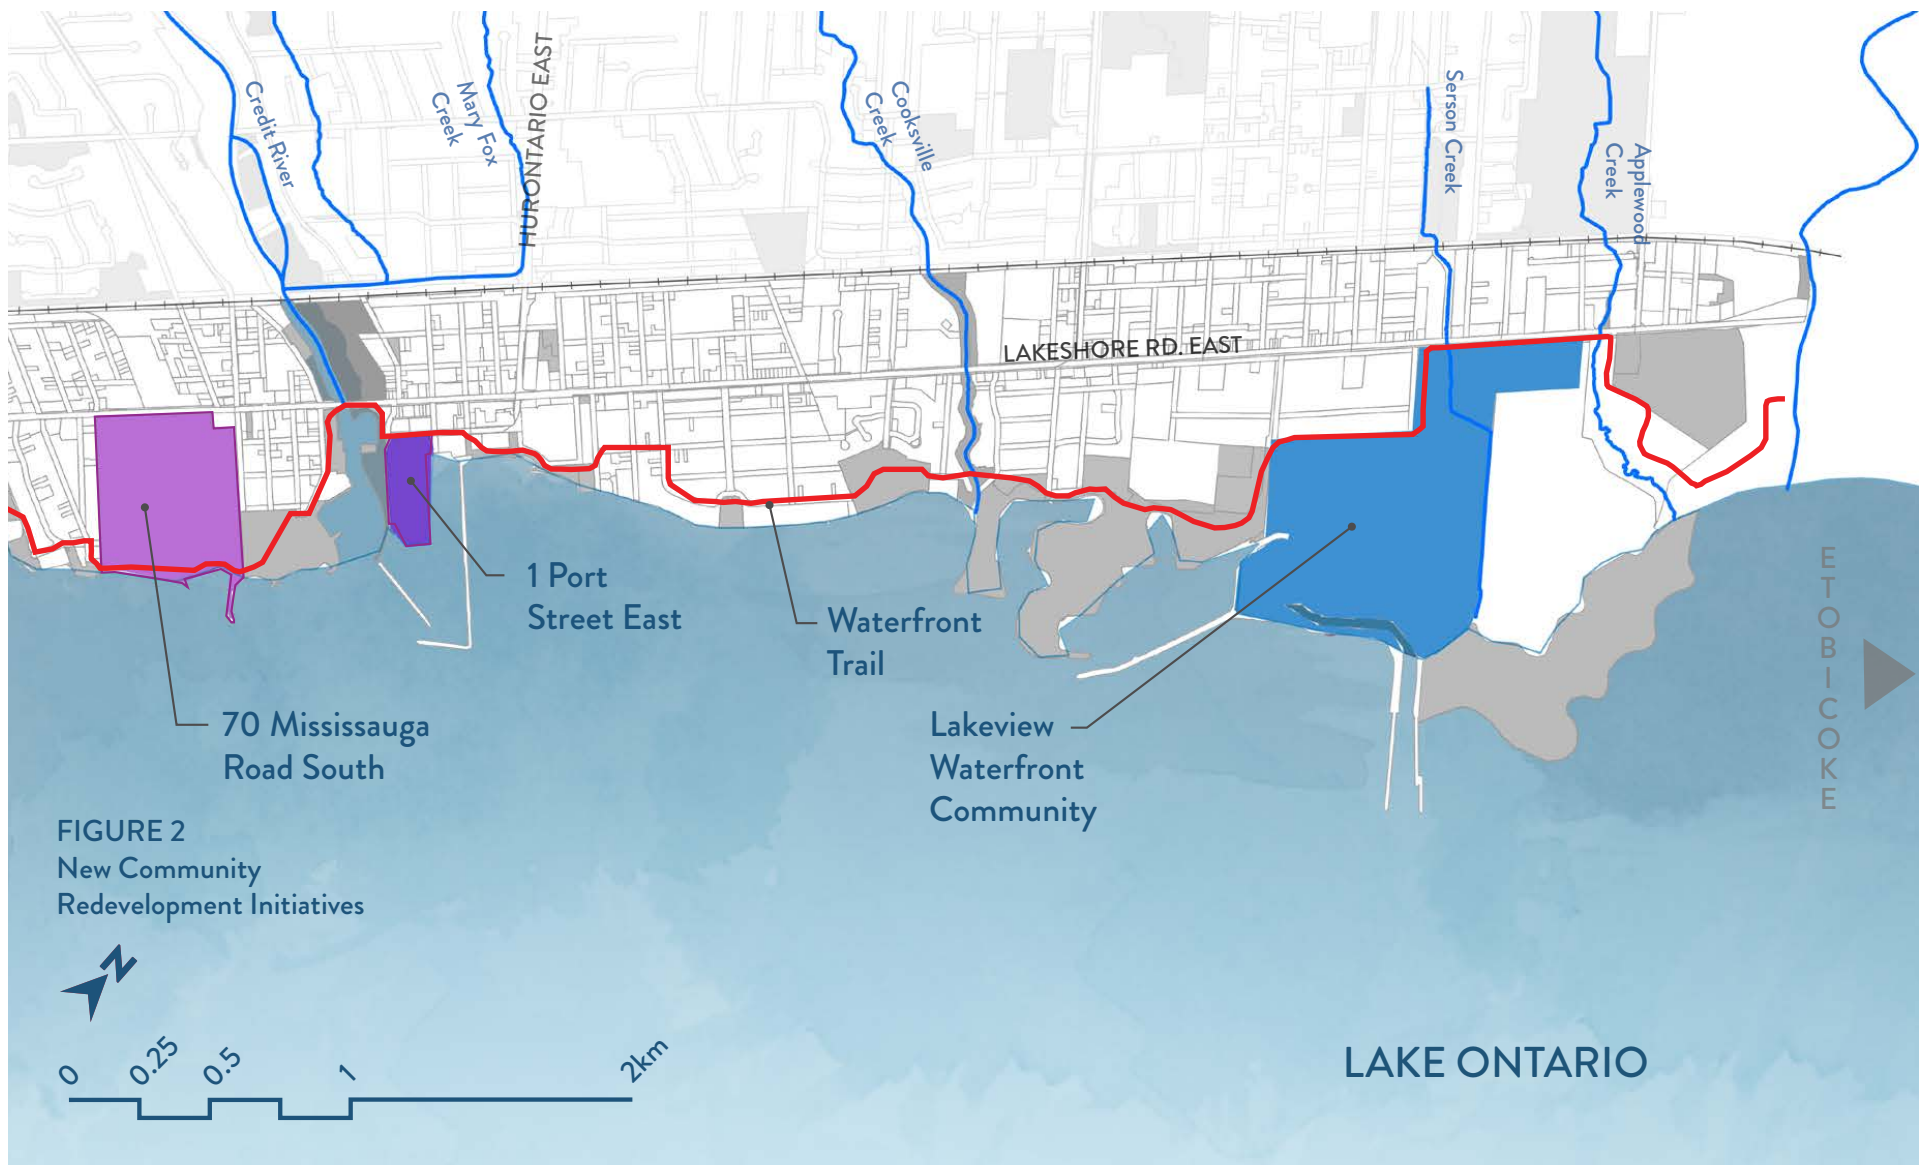 Credit River
Mary Fox
Creek
HURONTARIO EAST
Cooksville
Creek
Serson Creek
Applewood
Creek
LAKESHORE RD. EAST
1 Port
Street East
Waterfront
Trail
70 Mississauga
Road South
Lakeview
Waterfront
Community
ETOBICOKE
FIGURE 2
New Community
Redevelopment Initiatives
N
0 0.25 0.5 1 2km
LAKE ONTARIO